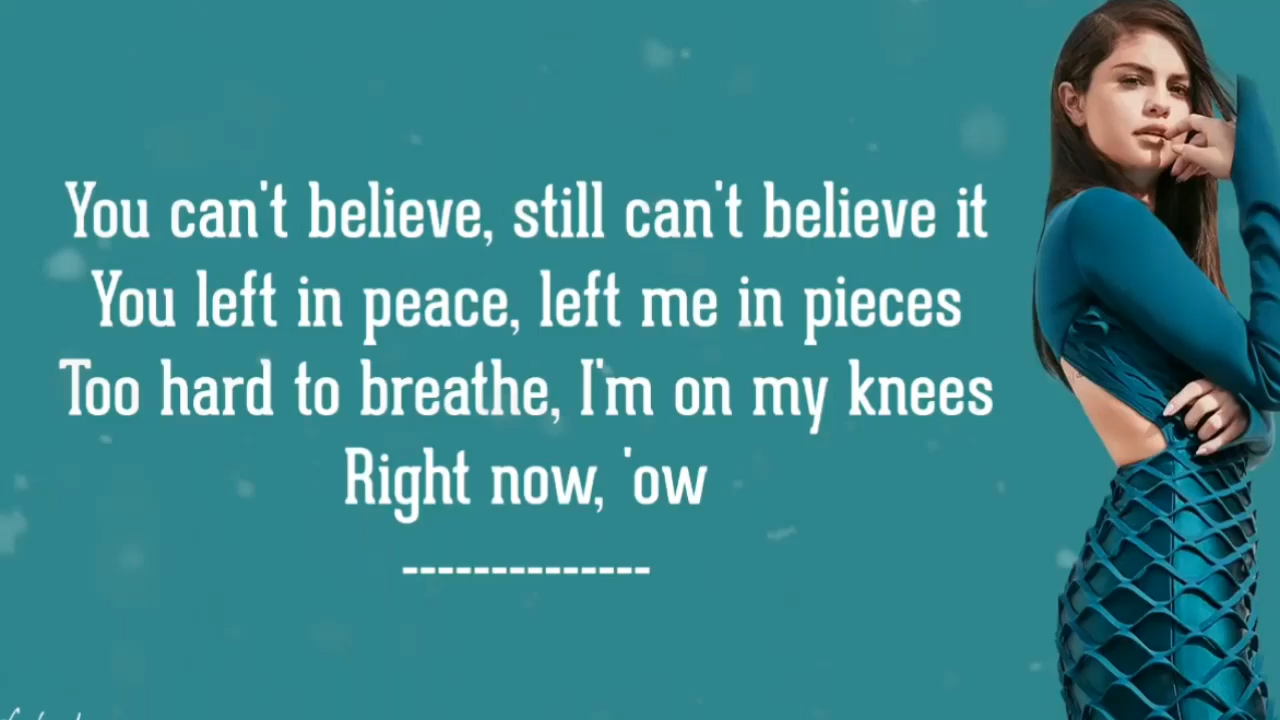 You can't believe, still can't believe it
You left in peace, left me in pieces
Too hard to breathe, I'm on my knees
Right now, 'ow
--------------